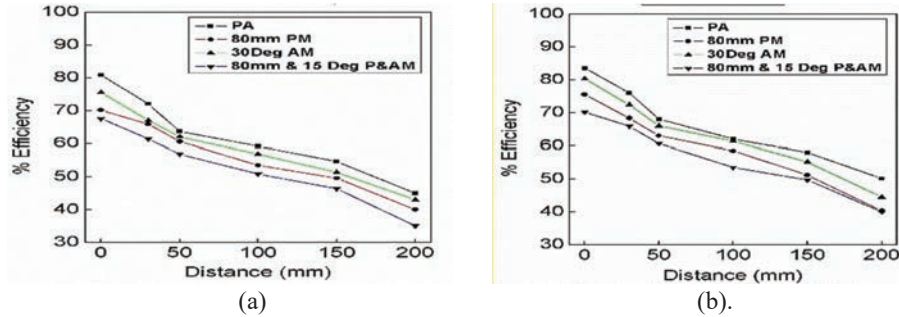 100
90
80
70
60
50
40
30
% Efficiency
PA
80mm PM
30Deg AM
80mm & 15 Deg P&AM
0 50 100 150 200
Distance (mm)
(a)
100
90
80
70
60
50
40
30
% Efficiency
PA
80mm PM
30Deg AM
80mm & 15 Deg P&AM
0 50 100 150 200
Distance (mm)
(b).